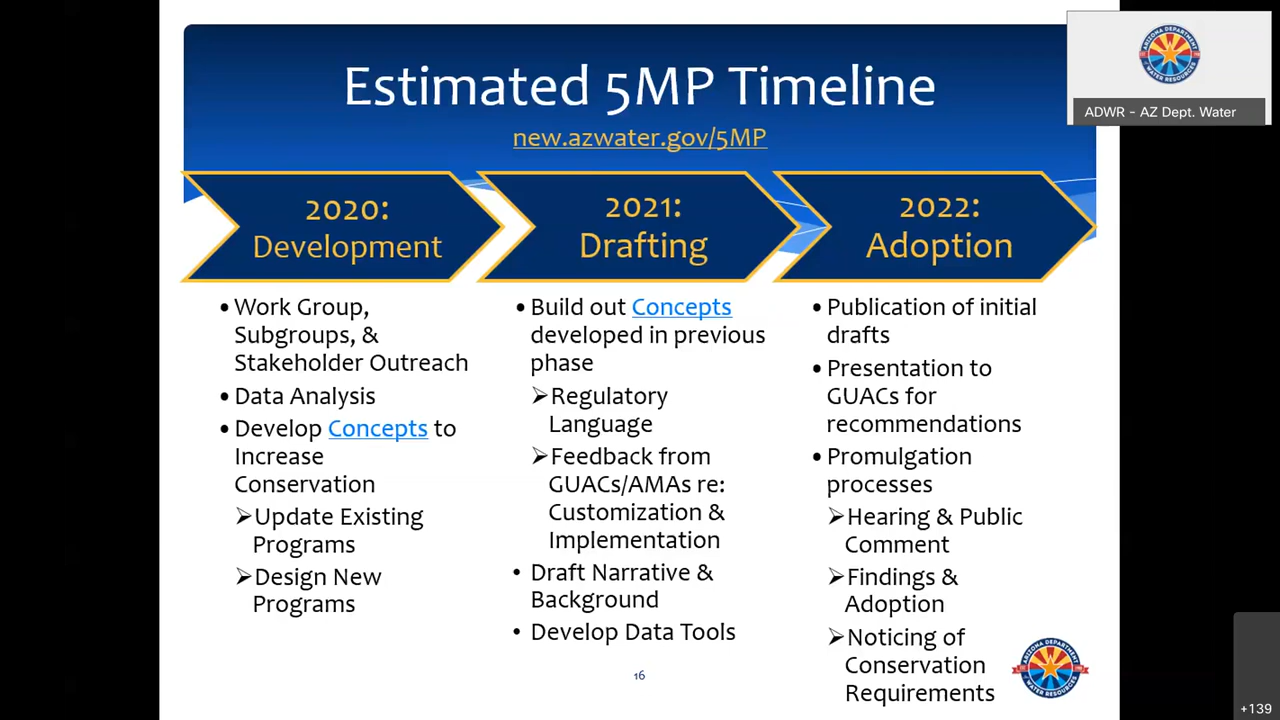 Estimated 5MP Timeline
new.azwater.gov/5MP
ADWR - AZ Dept. Water
2020:
Development
2021:
Drafting
2022:
Adoption
•Work Group,
Subgroups, &
Stakeholder Outreach
•Data Analysis
•Develop Concepts to
Increase
Conservation
➢Update Existing
Programs
➢Design New
Programs
•Build out Concepts
developed in previous
phase
➢Regulatory
Language
➢Feedback from
GUACs/AMAs re:
Customization &
Implementation
• Draft Narrative &
Background
• Develop Data Tools
•Publication of initial
drafts
•Presentation to
GUACs for
recommendations
•Promulgation
processes
➢Hearing & Public
Comment
➢Findings &
Adoption
➢Noticing of
Conservation
Requirements
16
ARIZONA DEPARTMENT
WATER RESOURCES
+139